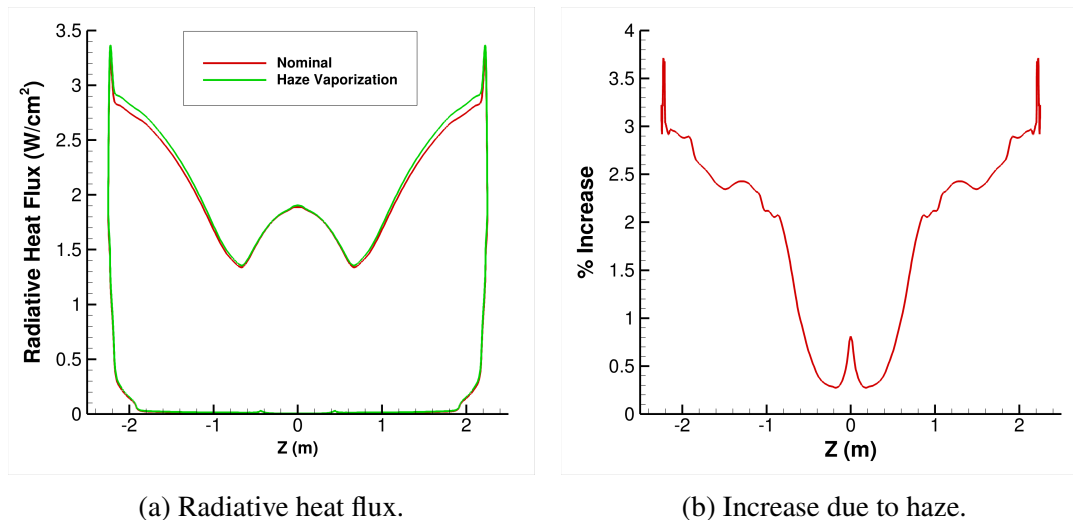 3.5
3
2.5
2
1.5
1
0.5
0
Radiative Heat Flux (W/cm²)
Nominal
Haze Vaporization
-2 -1 0 1 2
Z (m)
(a) Radiative heat flux.
4
3.5
3
2.5
2
1.5
1
0.5
0
% Increase
-2 -1 0 1 2
Z (m)
(b) Increase due to haze.